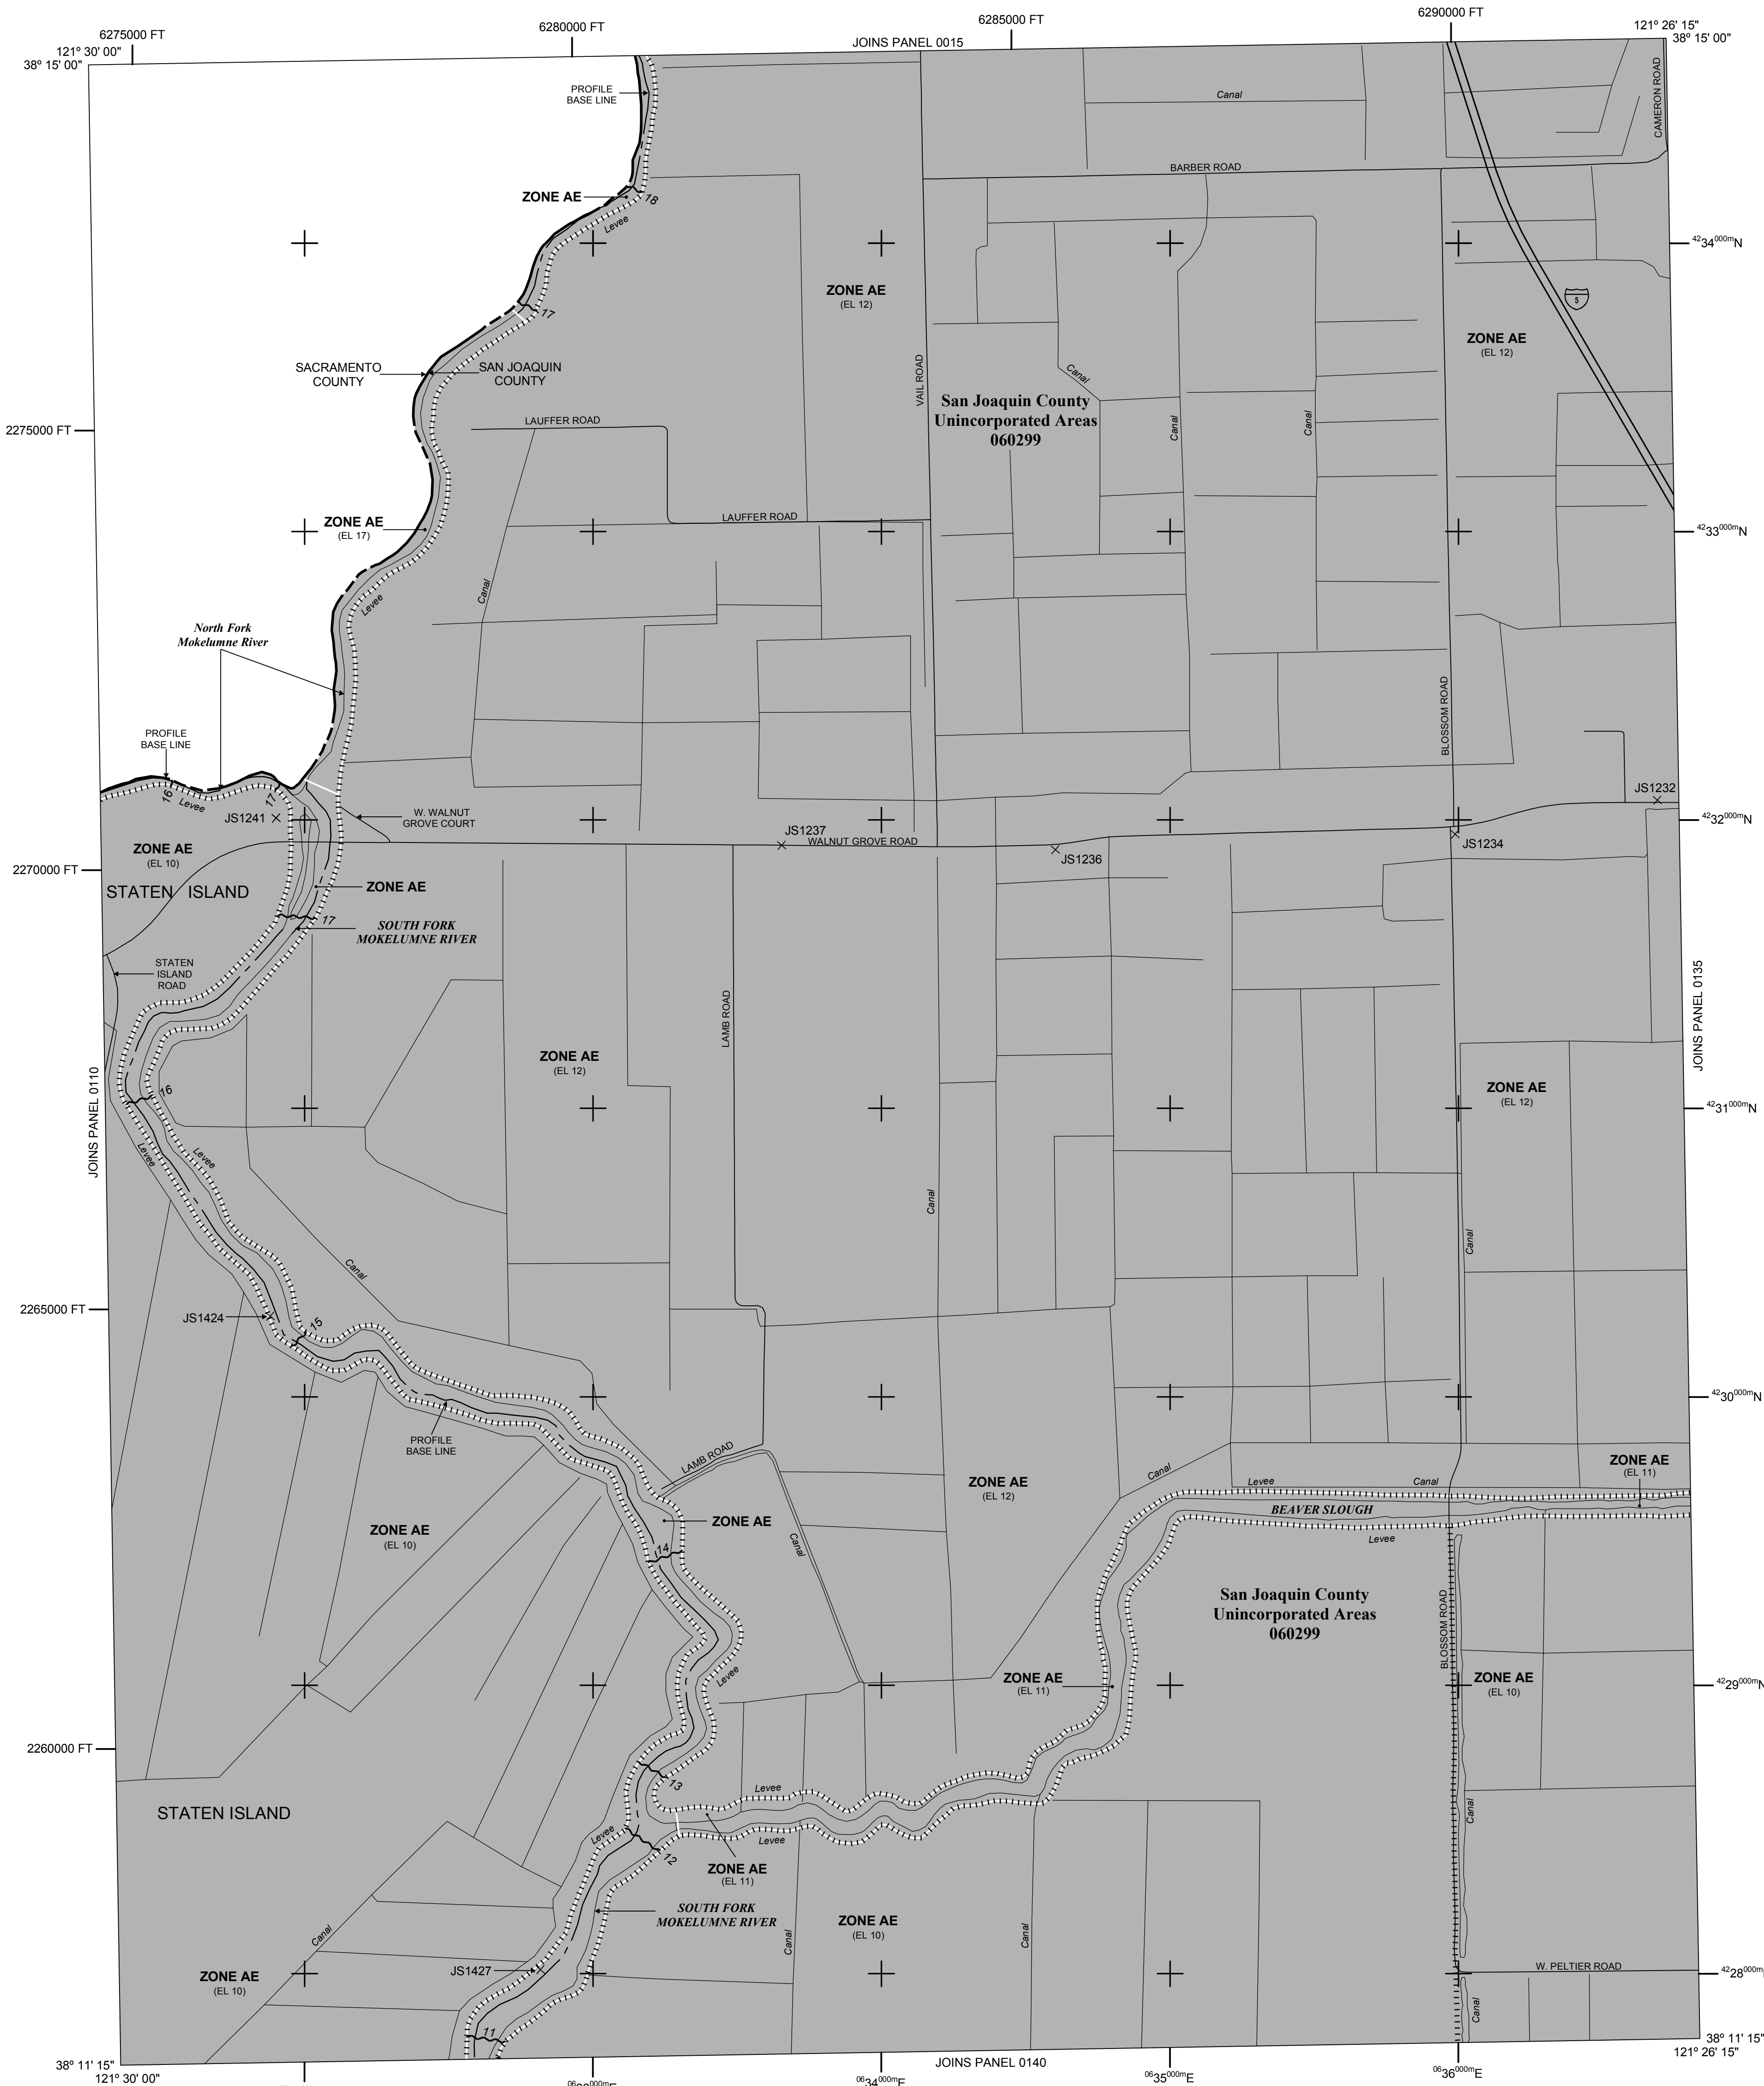 6275000 FT
6280000 FT
6285000 FT
6290000 FT
121° 30' 00"
JOINS PANEL 0015
121° 26' 15"
38° 15' 00"
38° 15' 00"
PROFILE
BASE LINE
Canal
CAMERON ROAD
BARBER ROAD
ZONE AE
18
Levee
4234000mN
ZONE AE
(EL 12)
5
17
ZONE AE
(EL 12)
SACRAMENTO
COUNTY
SAN JOAQUIN
COUNTY
VAIL ROAD
Canal
San Joaquin County
Unincorporated Areas
060299
Canal
Canal
2275000 FT
LAUFFER ROAD
LAUFFER ROAD
ZONE AE
(EL 17)
4233000mN
Canal
Levee
North Fork
Mokelumne River
BLOSSOM ROAD
PROFILE
BASE LINE
16
Levee
17
JS1241
W. WALNUT
GROVE COURT
JS1237
WALNUT GROVE ROAD
JS1236
JS1234
JS1232
4232000mN
ZONE AE
(EL 10)
2270000 FT
STATEN ISLAND
ZONE AE
17
SOUTH FORK
MOKELUMNE RIVER
STATEN
ISLAND
ROAD
LAMB ROAD
JOINS PANEL 0135
ZONE AE
(EL 12)
JOINS PANEL 0110
16
ZONE AE
(EL 12)
4231000mN
Levee
Levee
Canal
Canal
Canal
2265000 FT
JS1424
15
4230000mN
PROFILE
BASE LINE
LAMB ROAD
Canal
ZONE AE
(EL 12)
Levee
Canal
ZONE AE
(EL 11)
BEAVER SLOUGH
Levee
ZONE AE
(EL 10)
ZONE AE
14
Canal
San Joaquin County
Unincorporated Areas
060299
BLOSSOM ROAD
Levee
ZONE AE
(EL 11)
ZONE AE
(EL 10)
4229000mN
2260000 FT
13
Levee
STATEN ISLAND
Levee
12
Levee
Canal
ZONE AE
(EL 11)
SOUTH FORK
MOKELUMNE RIVER
ZONE AE
(EL 10)
Canal
Canal
Canal
ZONE AE
(EL 10)
JS1427
W. PELTIER ROAD
4228000m
Canal
11
38° 11' 15"
JOINS PANEL 0140
38° 11' 15"
121° 30' 00"
121° 26' 15"
0634000mE
0635000mE
0636000mE